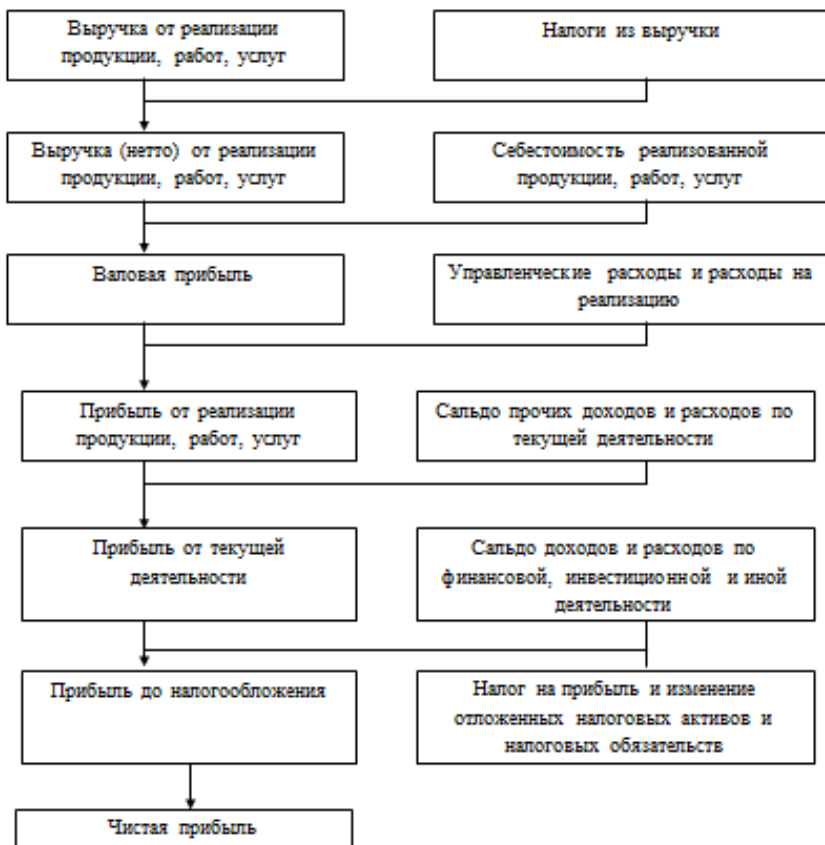 Выручка от реализации
продукции, работ, услуг
Налоги из выручки
Выручка (нетто) от реализации
продукции, работ, услуг
Себестоимость реализованной
продукции, работ, услуг
Валовая прибыль
Управленческие расходы и расходы на
реализацию
Прибыль от реализации
продукции, работ, услуг
Сальдо прочих доходов и расходов по
текущей деятельности
Прибыль от текущей
деятельности
Сальдо доходов и расходов по
финансовой, инвестиционной и иной
деятельности
Прибыль до налогообложения
Налог на прибыль и изменение
отложенных налоговых активов и
налоговых обязательств
Чистая прибыль